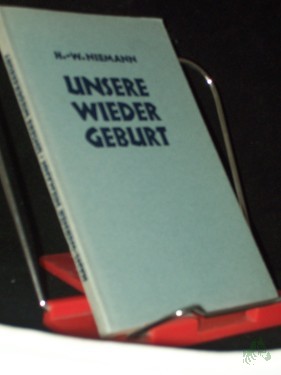 K.-W. NIEMANN
UNSERE
WIEDER
GEBURT